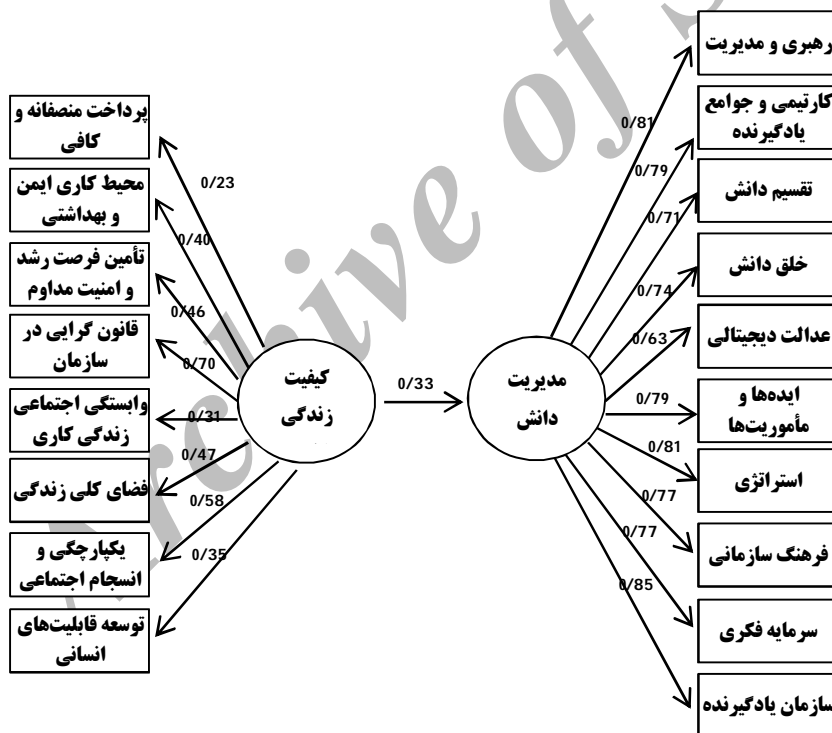 رهبری و مدیریت
کارتیمی و جوامع
یادگیرنده
تقسیم دانش
خلق دانش
عدالت دیجیتالی
ایده‌ها و
مأموریت‌ها
استراتژی
فرهنگ سازمانی
سرمایه فکری
سازمان یادگیرنده
0/81
0/79
0/71
0/74
0/63
0/79
0/81
0/77
0/77
0/85
مدیریت
دانش
0/33
کیفیت
زندگی
0/23
0/40
0/46
0/70
0/31
0/47
0/58
0/35
پرداخت منصفانه و
کافی
محیط کاری ایمن
و بهداشتی
تأمین فرصت رشد
و امنیت مداوم
قانون گرایی در
سازمان
وابستگی اجتماعی
زندگی کاری
فضای کلی زندگی
یکپارچگی و
انسجام اجتماعی
توسعه قابلیت‌های
انسانی
Archive of S